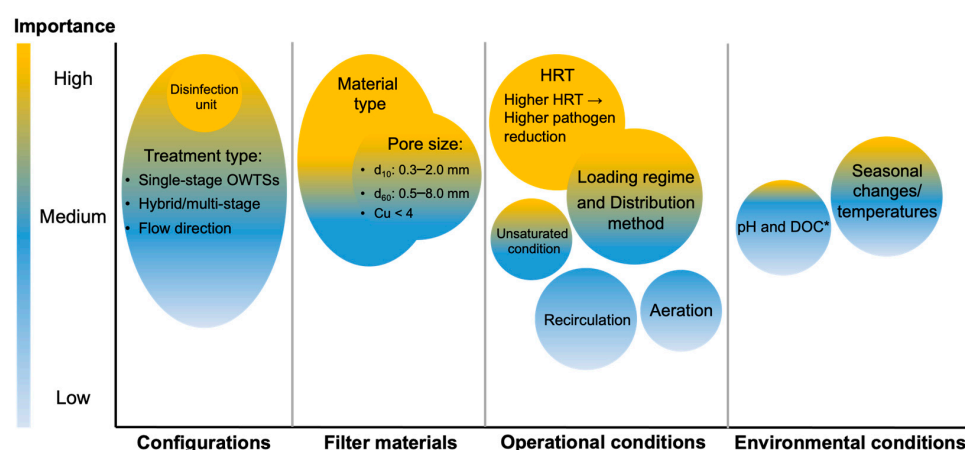 Importance
High
Medium
Low
Disinfection
unit
Treatment type:
• Single-stage OWTSs
• Hybrid/multi-stage
• Flow direction
Configurations
Material
type
Pore size:
• d10: 0.3–2.0 mm
• d60: 0.5–8.0 mm
• Cu < 4
Filter materials
HRT
Higher HRT →
Higher pathogen
reduction
Loading regime
and Distribution
method
Unsaturated
condition
Recirculation
Aeration
Operational conditions
pH and DOC*
Seasonal
changes/
temperatures
Environmental conditions